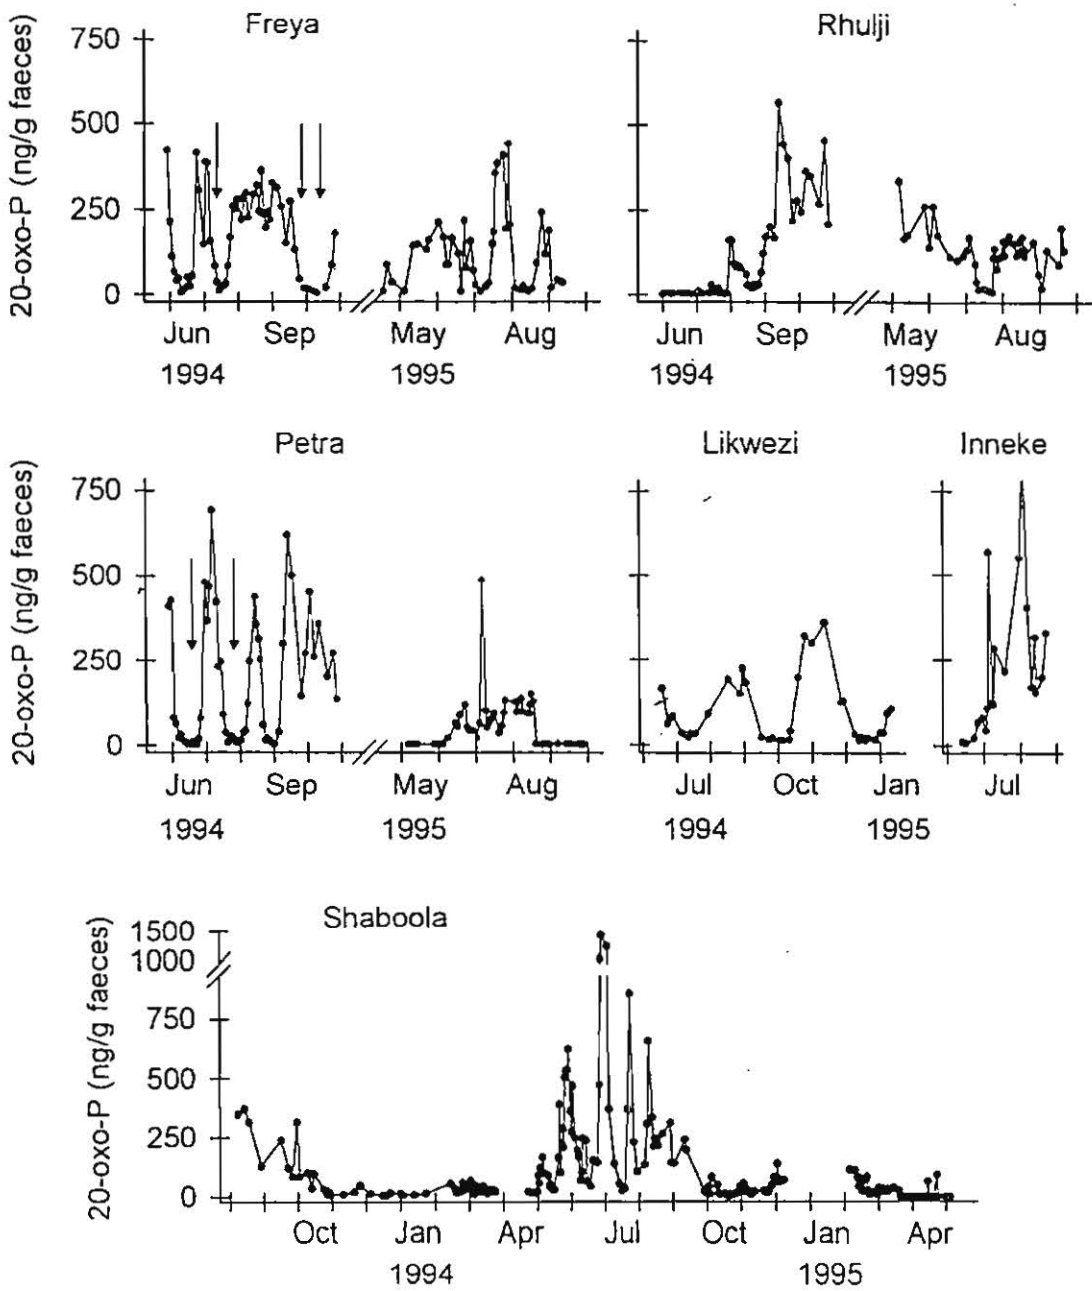 Freya Rhulji
20-oxo-P (ng/g faeces)
750
500
250
0
Jun Sep May Aug
1994 1995
Jun Sep May Aug
1994 1995
Petra Likwezi Inneke
20-oxo-P (ng/g faeces)
750
500
250
0
Jun Sep May Aug
1994 1995
Jul Oct Jan
1994 1995
Jul
Shaboola
20-oxo-P (ng/g faeces)
1500
1000
750
500
250
0
Oct Jan Apr Jul Oct Jan Apr
1994 1995